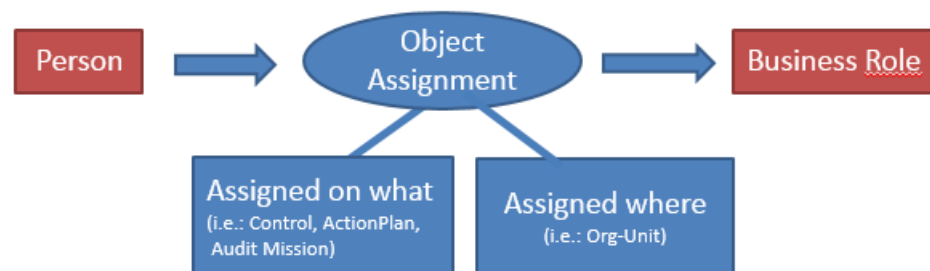 Person
Object
Assignment
Business Role
Assigned on what
(i.e.: Control, ActionPlan,
Audit Mission)
Assigned where
(i.e.: Org-Unit)